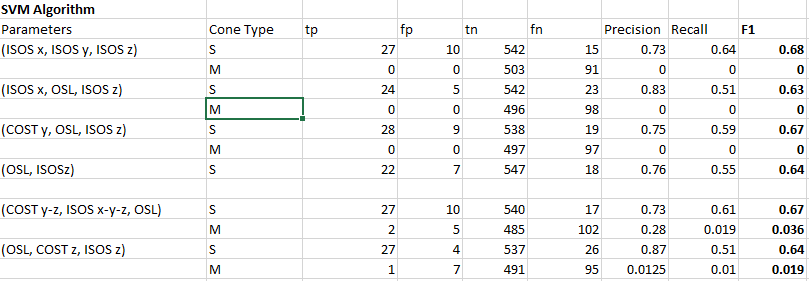 SVM Algorithm
Parameters Cone Type tp fp tn fn Precision Recall F1
(ISOS x, ISOS y, ISOS z) S 27 10 542 15 0.73 0.64 0.68
M 0 0 503 91 0 0 0
(ISOS x, OSL, ISOS z) S 24 5 542 23 0.83 0.51 0.63
M 0 0 496 98 0 0 0
(COST y, OSL, ISOS z) S 28 9 538 19 0.75 0.59 0.67
M 0 0 497 97 0 0 0
(OSL, ISOSz) S 22 7 547 18 0.76 0.55 0.64
(COST y-z, ISOS x-y-z, OSL) S 27 10 540 17 0.73 0.61 0.67
M 2 5 485 102 0.28 0.019 0.036
(OSL, COST z, ISOS z) S 27 4 537 26 0.87 0.51 0.64
M 1 7 491 95 0.0125 0.01 0.019